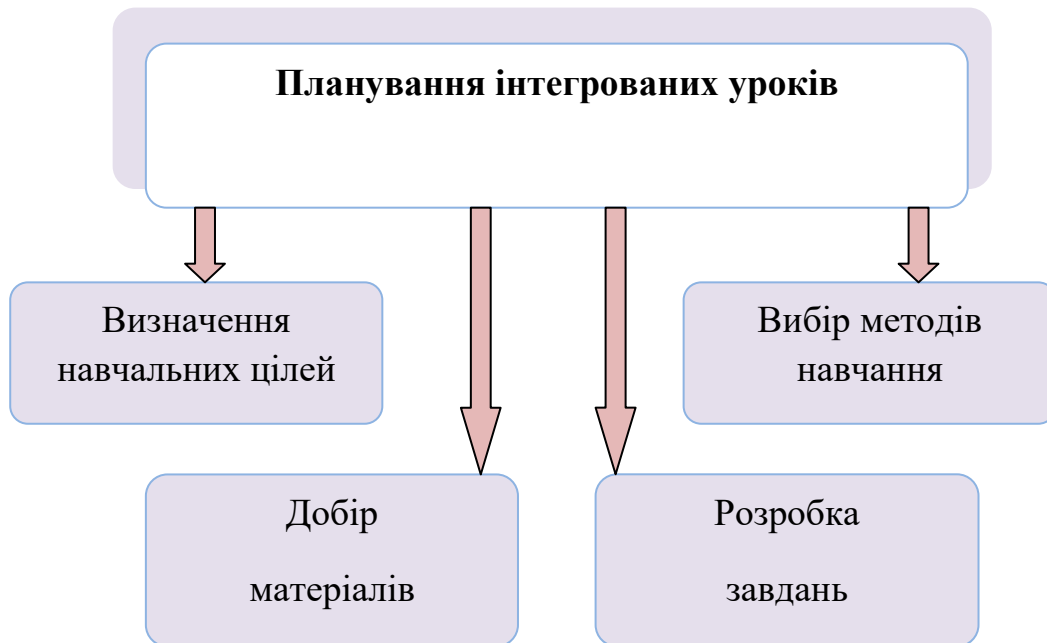 Планування інтегрованих уроків
Визначення
навчальних цілей
Вибір методів
навчання
Добір
матеріалів
Розробка
завдань